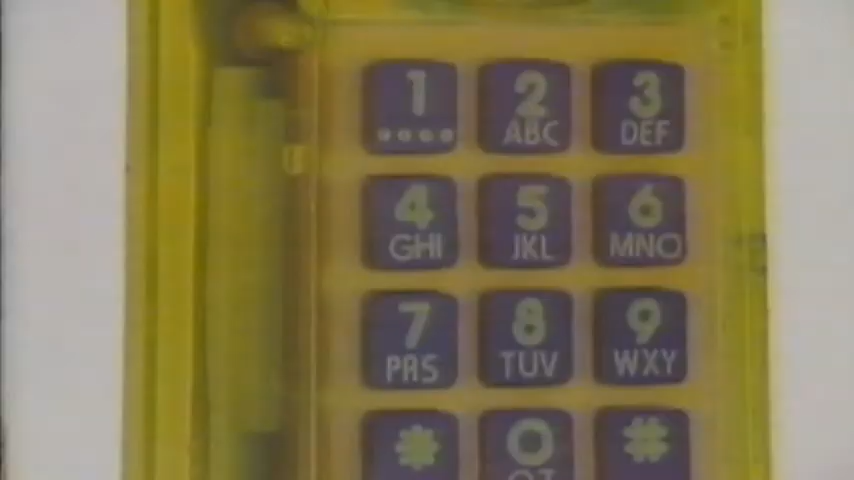 1 2 3
ABC DEF
4 5 6
GHI JKL MNO
7 8 9
PRS TUV WXY
* 0 #